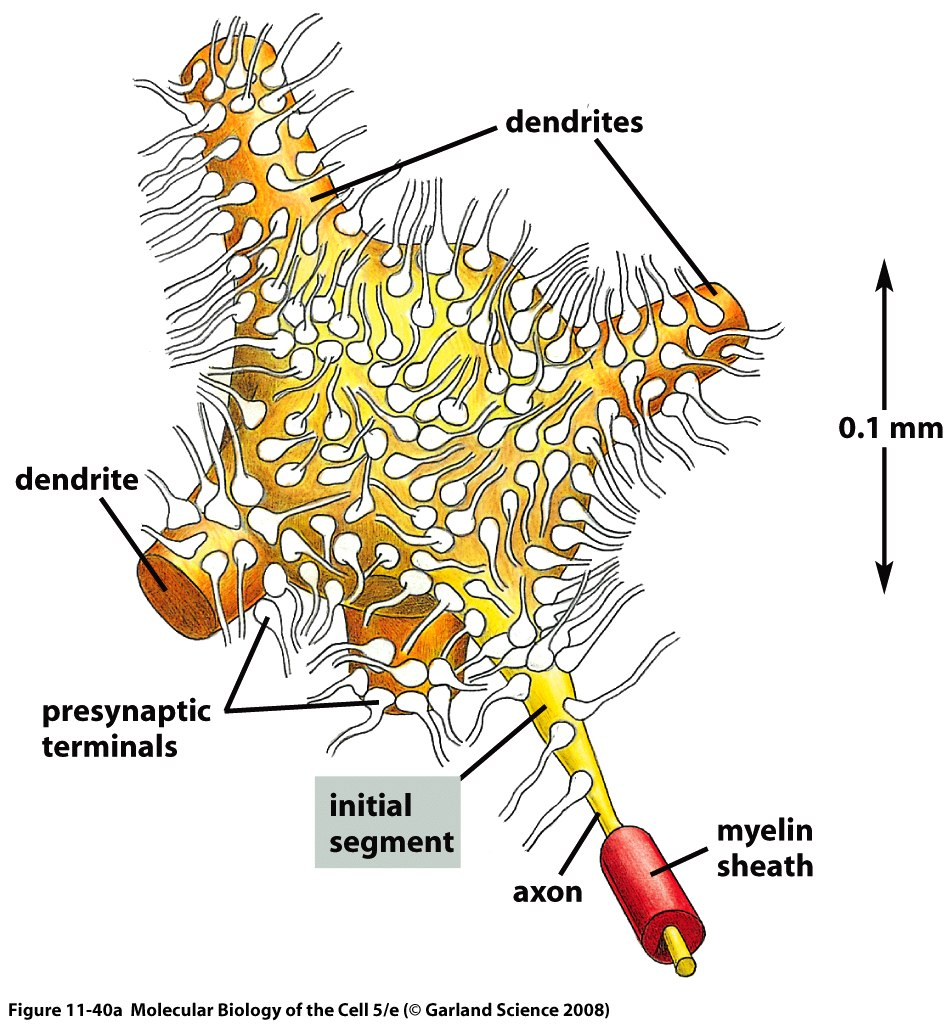 dendrites
0.1 mm
dendrite
presynaptic
terminals
initial
segment
myelin
sheath
axon
Figure 11-40a Molecular Biology of the Cell 5/e (© Garland Science 2008)